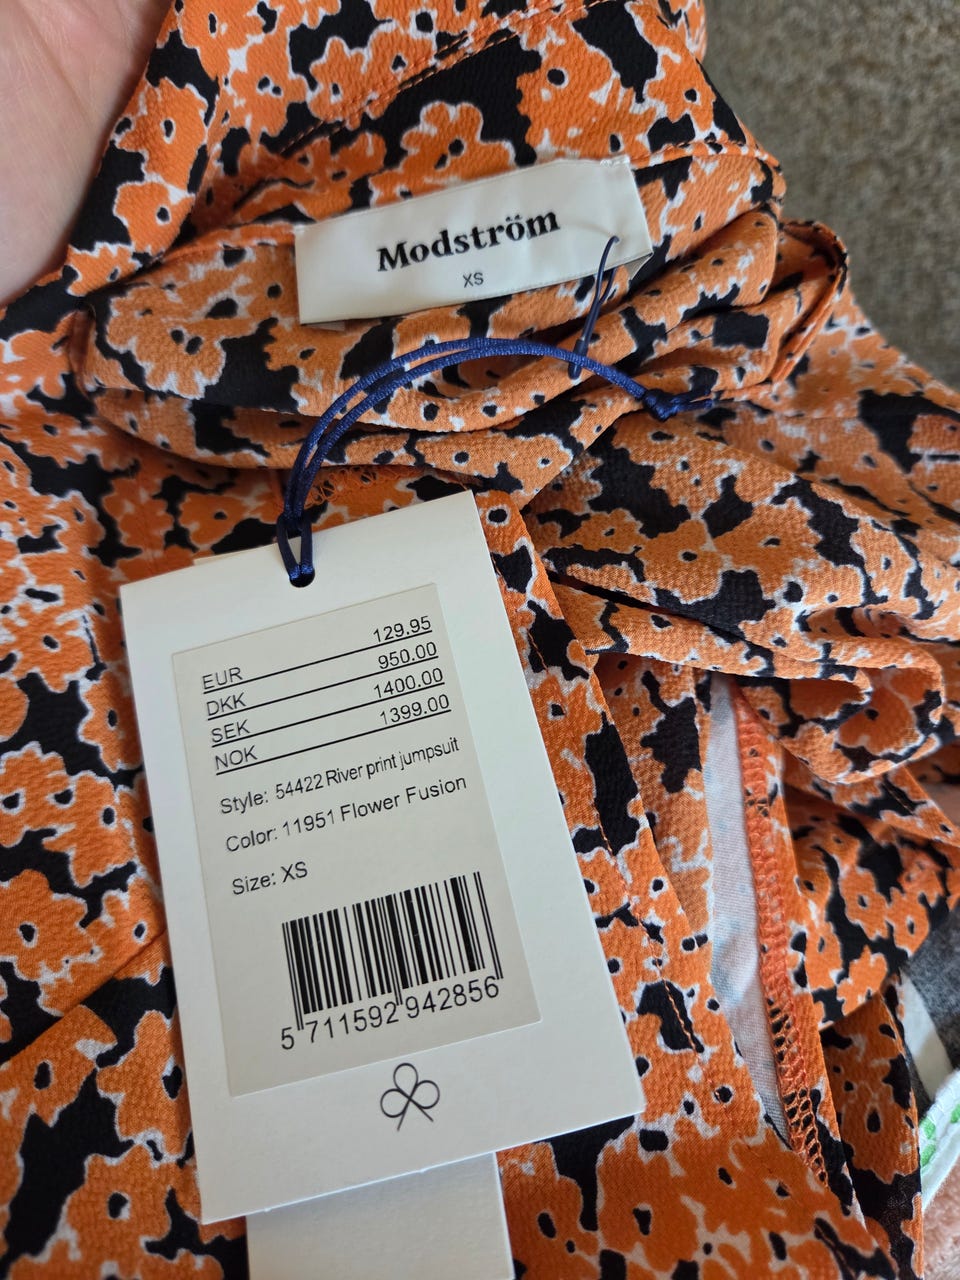 Modström
XS
EUR 129.95
DKK 950.00
SEK 1400.00
NOK 1399.00
Style: 54422 River print jumpsuit
Color: 11951 Flower Fusion
Size: XS
5 711592 942856